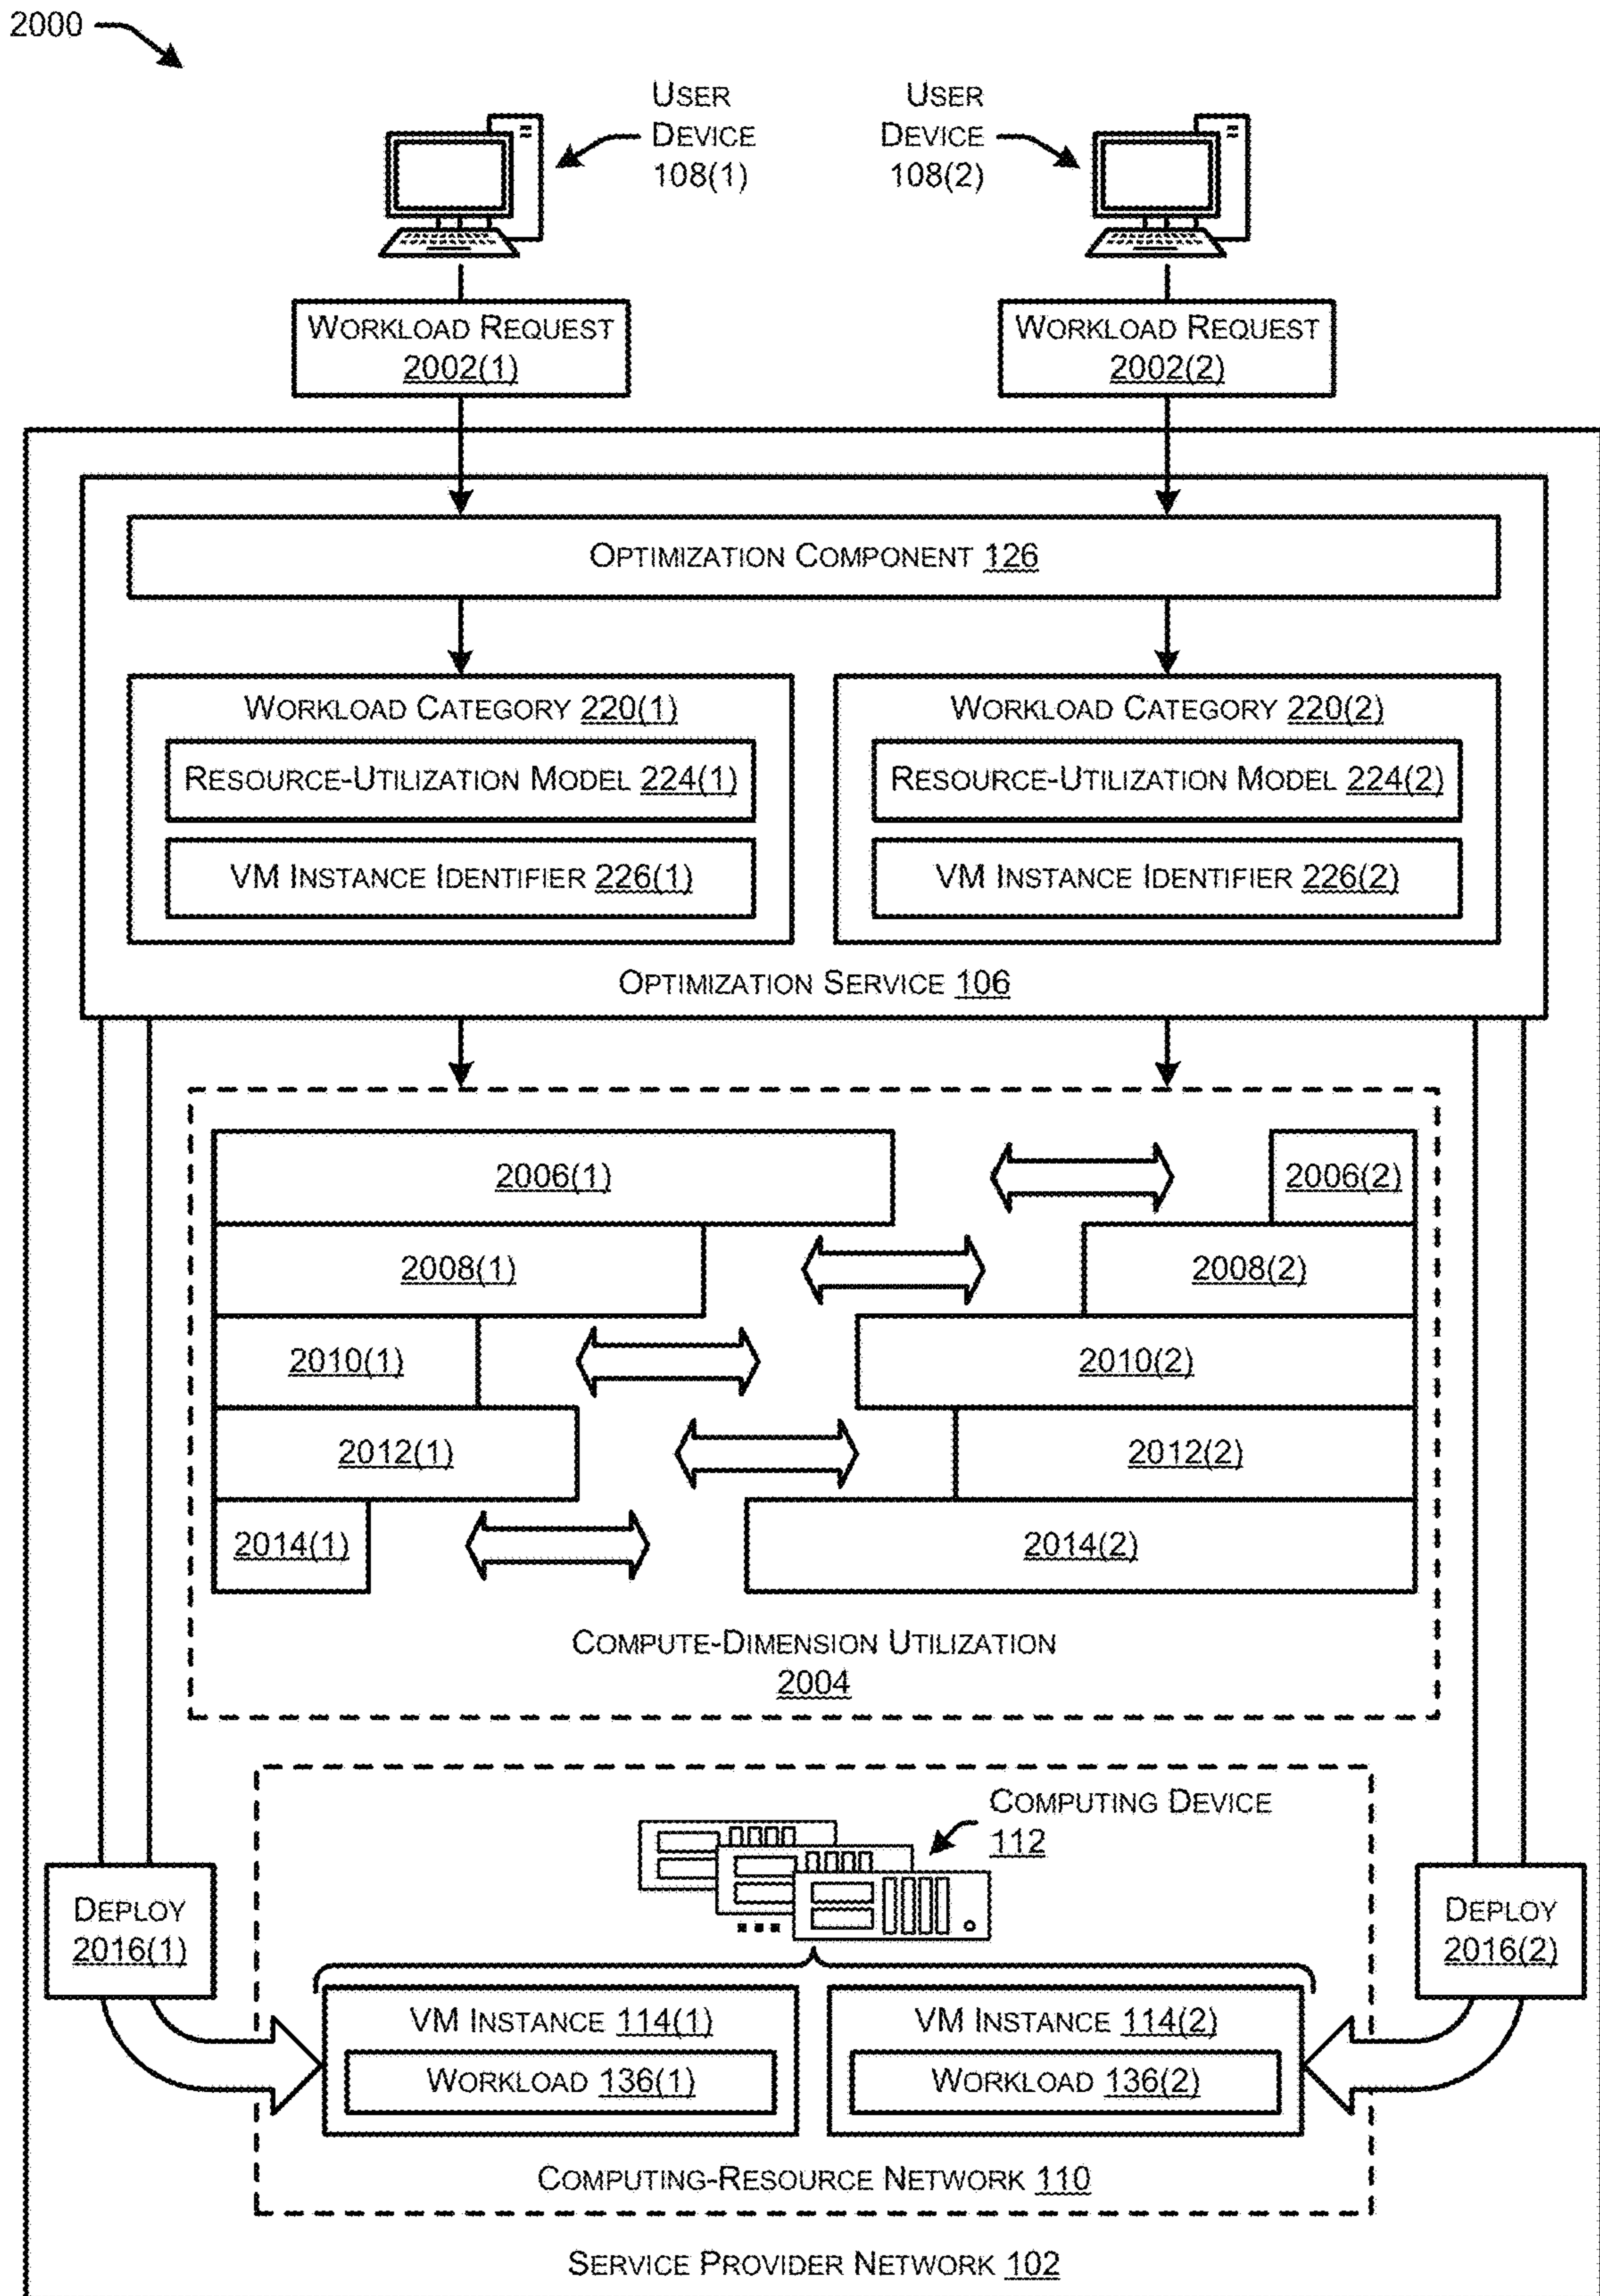 2000
USER
DEVICE
108(1)
USER
DEVICE
108(2)
WORKLOAD REQUEST
2002(1)
WORKLOAD REQUEST
2002(2)
OPTIMIZATION COMPONENT 126
WORKLOAD CATEGORY 220(1)
RESOURCE-UTILIZATION MODEL 224(1)
VM INSTANCE IDENTIFIER 226(1)
WORKLOAD CATEGORY 220(2)
RESOURCE-UTILIZATION MODEL 224(2)
VM INSTANCE IDENTIFIER 226(2)
OPTIMIZATION SERVICE 106
2006(1)
2006(2)
2008(1)
2008(2)
2010(1)
2010(2)
2012(1)
2012(2)
2014(1)
2014(2)
COMPUTE-DIMENSION UTILIZATION
2004
COMPUTING DEVICE
112
DEPLOY
2016(1)
DEPLOY
2016(2)
VM INSTANCE 114(1)
WORKLOAD 136(1)
VM INSTANCE 114(2)
WORKLOAD 136(2)
COMPUTING-RESOURCE NETWORK 110
SERVICE PROVIDER NETWORK 102